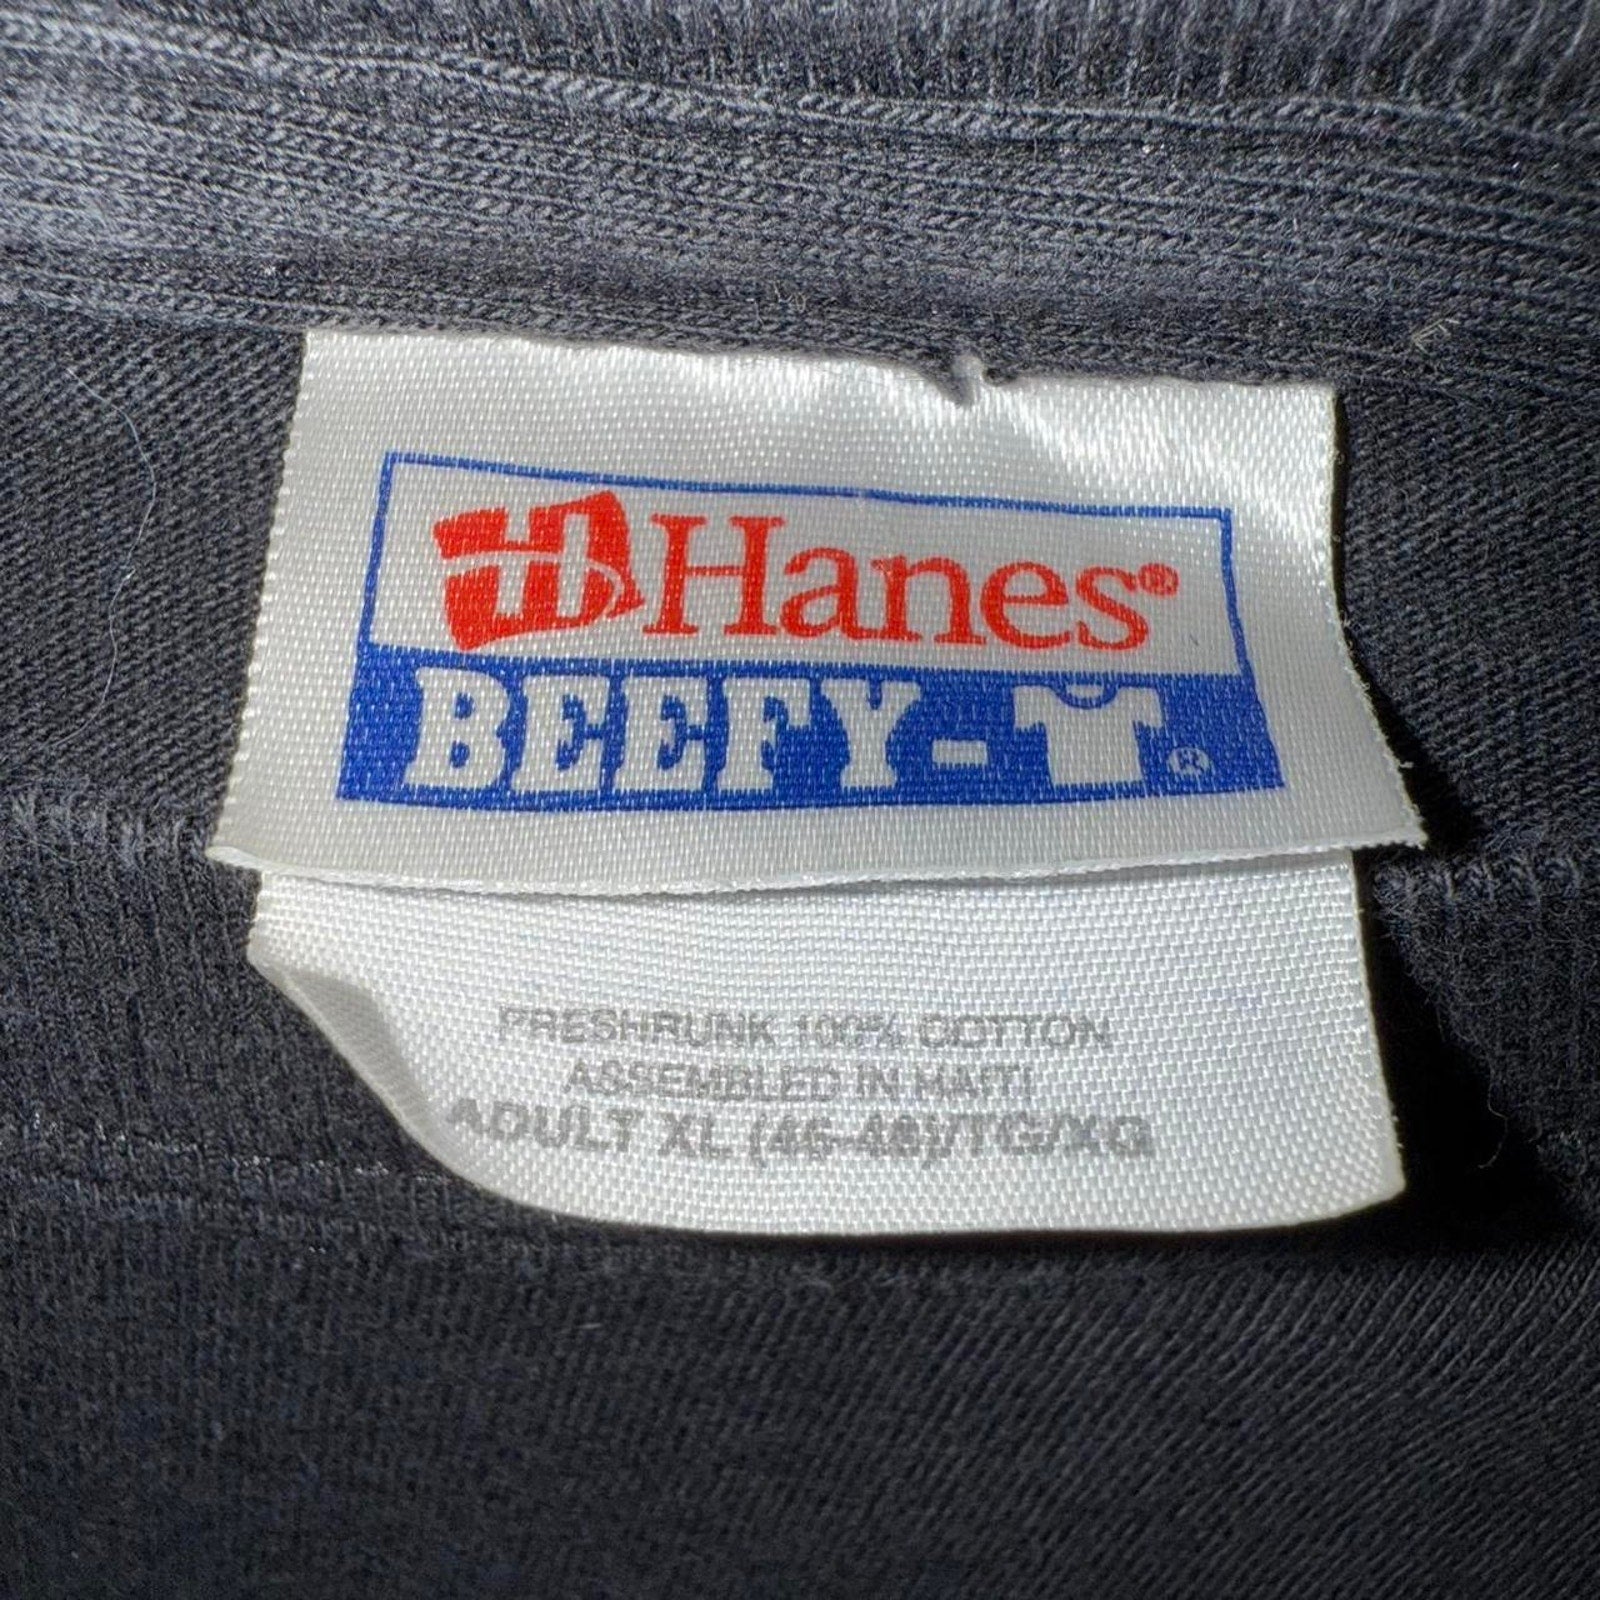 Hanes®
BEEFY-T®
PRESHRUNK 100% COTTON
ASSEMBLED IN HAITI
ADULT XL (46-48)/TG/XG